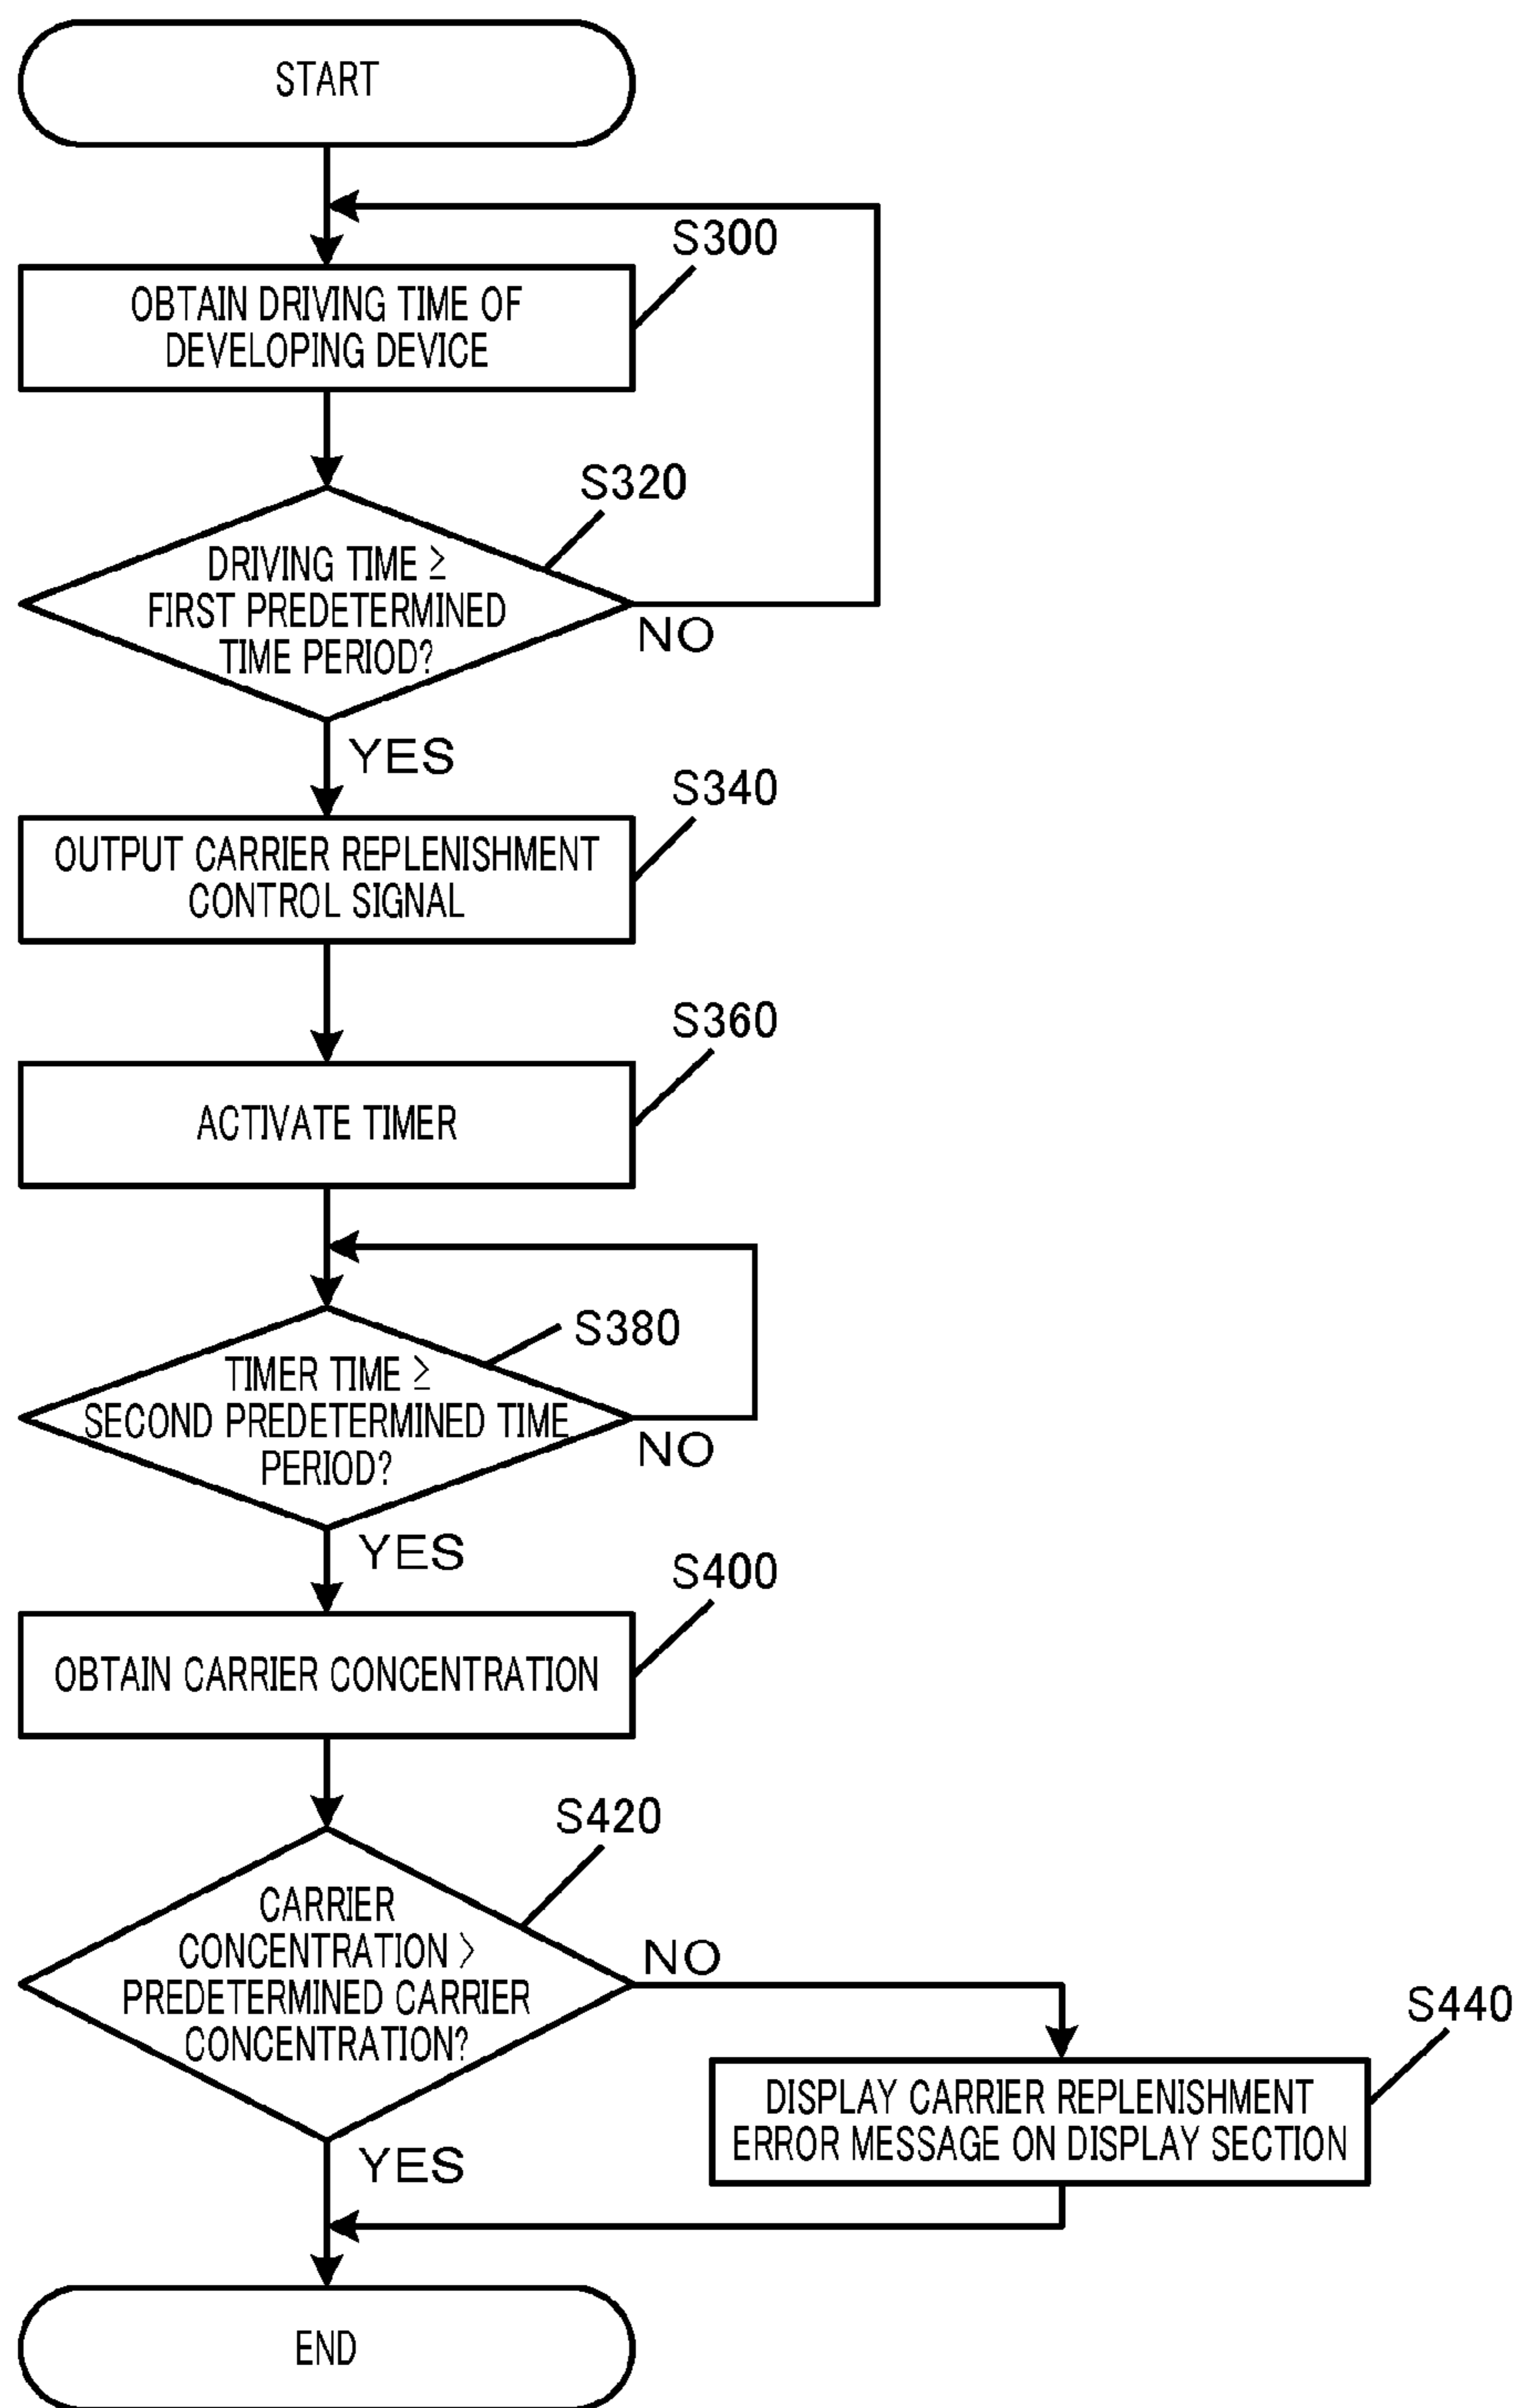 START
S300
OBTAIN DRIVING TIME OF
DEVELOPING DEVICE
S320
DRIVING TIME ≥
FIRST PREDETERMINED
TIME PERIOD?
NO
YES
S340
OUTPUT CARRIER REPLENISHMENT
CONTROL SIGNAL
S360
ACTIVATE TIMER
S380
TIMER TIME ≥
SECOND PREDETERMINED TIME
PERIOD?
NO
YES
S400
OBTAIN CARRIER CONCENTRATION
S420
CARRIER
CONCENTRATION >
PREDETERMINED CARRIER
CONCENTRATION?
NO
S440
DISPLAY CARRIER REPLENISHMENT
ERROR MESSAGE ON DISPLAY SECTION
YES
END